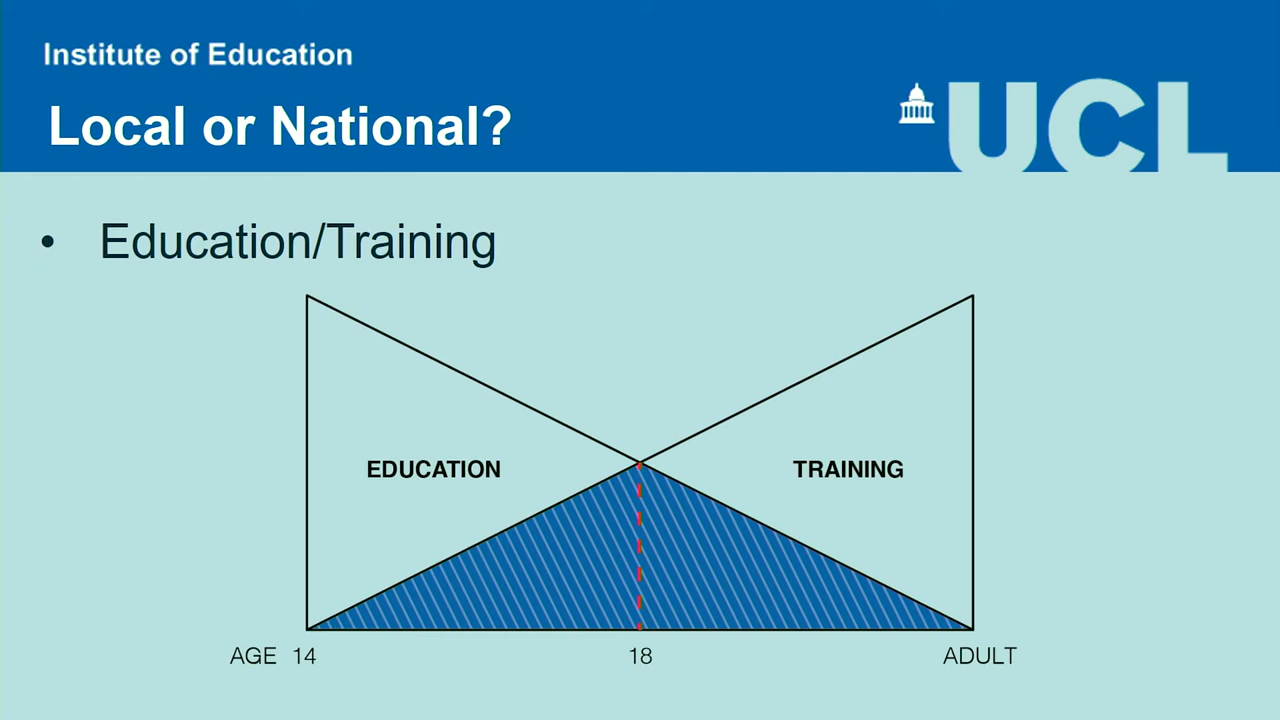 Institute of Education
Local or National?
UCL
• Education/Training
EDUCATION
TRAINING
AGE 14
18
ADULT